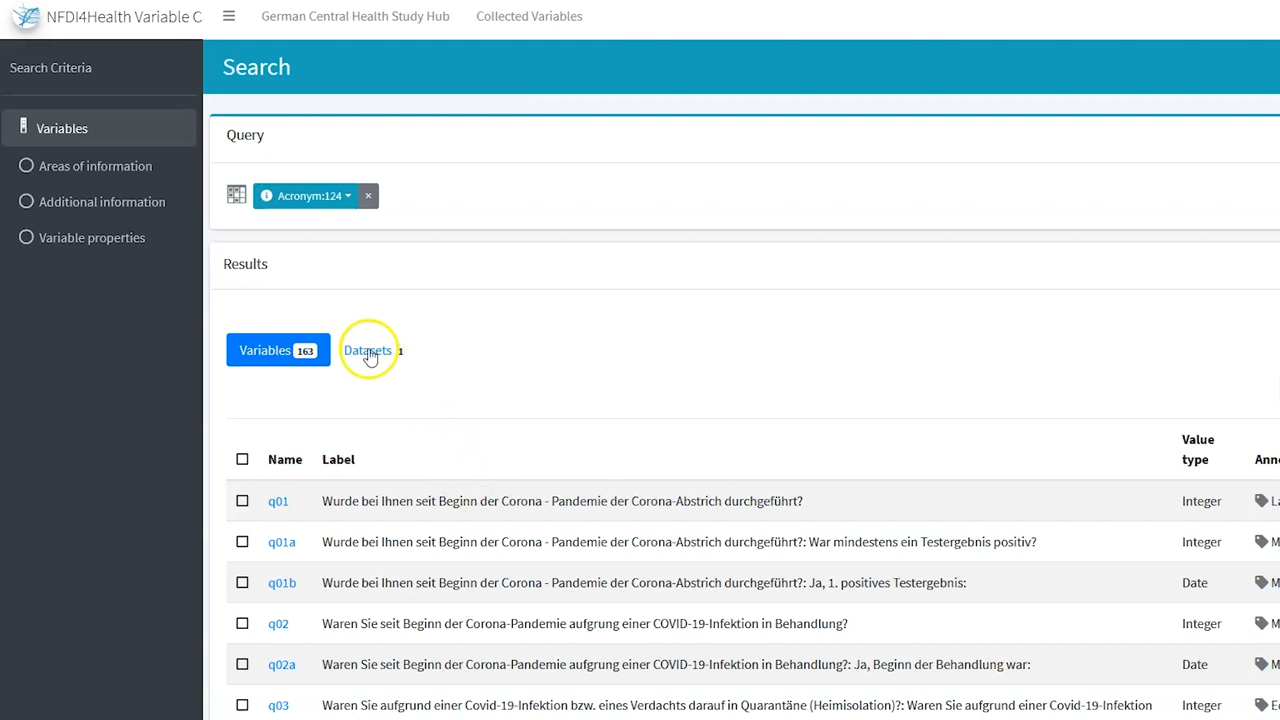 NFDI4Health Variable C
German Central Health Study Hub
Collected Variables
Search Criteria
Search
Variables
Query
Areas of information
Acronym:124
×
Additional information
Variable properties
Results
Variables 163
Datasets 1
Name
Label
Value
type
Anno
q01
Wurde bei Ihnen seit Beginn der Corona - Pandemie der Corona-Abstrich durchgeführt?
Integer
La
q01a
Wurde bei Ihnen seit Beginn der Corona - Pandemie der Corona-Abstrich durchgeführt?: War mindestens ein Testergebnis positiv?
Integer
M
q01b
Wurde bei Ihnen seit Beginn der Corona - Pandemie der Corona-Abstrich durchgeführt?: Ja, 1. positives Testergebnis:
Date
M
q02
Waren Sie seit Beginn der Corona-Pandemie aufgrung einer COVID-19-Infektion in Behandlung?
Integer
M
q02a
Waren Sie seit Beginn der Corona-Pandemie aufgrung einer COVID-19-Infektion in Behandlung?: Ja, Beginn der Behandlung war:
Date
M
q03
Waren Sie aufgrund einer Covid-19-Infektion bzw. eines Verdachts darauf in Quarantäne (Heimisolation)?: Waren Sie aufgrund einer Covid-19-Infektion
Integer